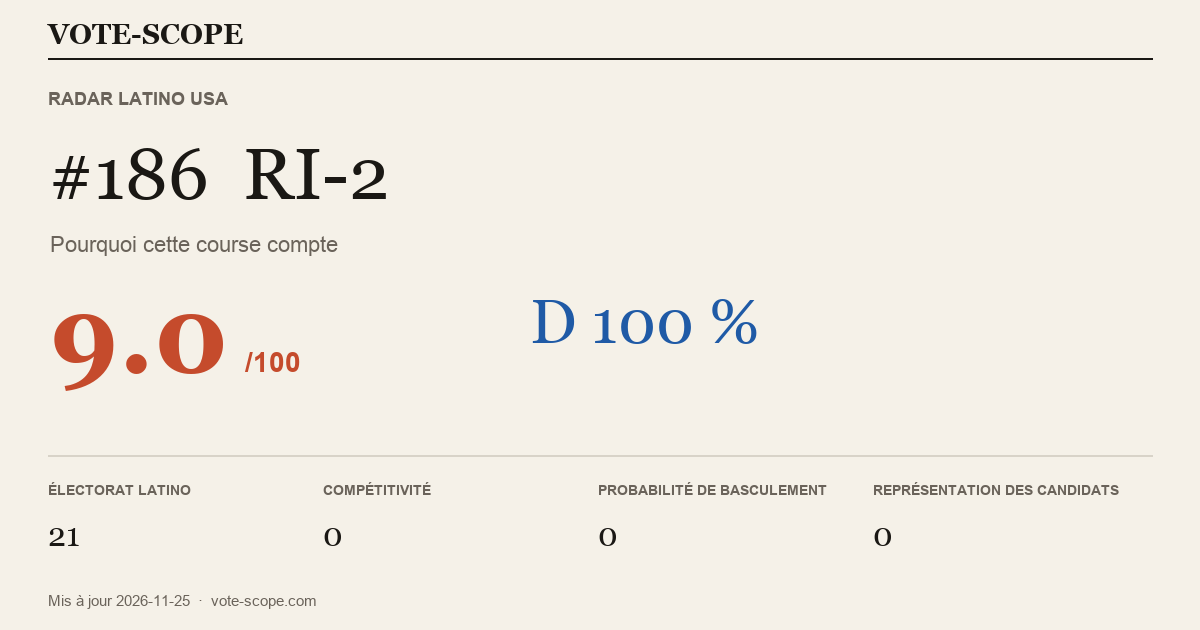 VOTE-SCOPE
RADAR LATINO USA
#186 RI-2
Pourquoi cette course compte
9.0 /100
D 100 %
ÉLECTORAT LATINO
21
COMPÉTITIVITÉ
0
PROBABILITÉ DE BASCULEMENT
0
REPRÉSENTATION DES CANDIDATS
0
Mis à jour 2026-11-25 · vote-scope.com